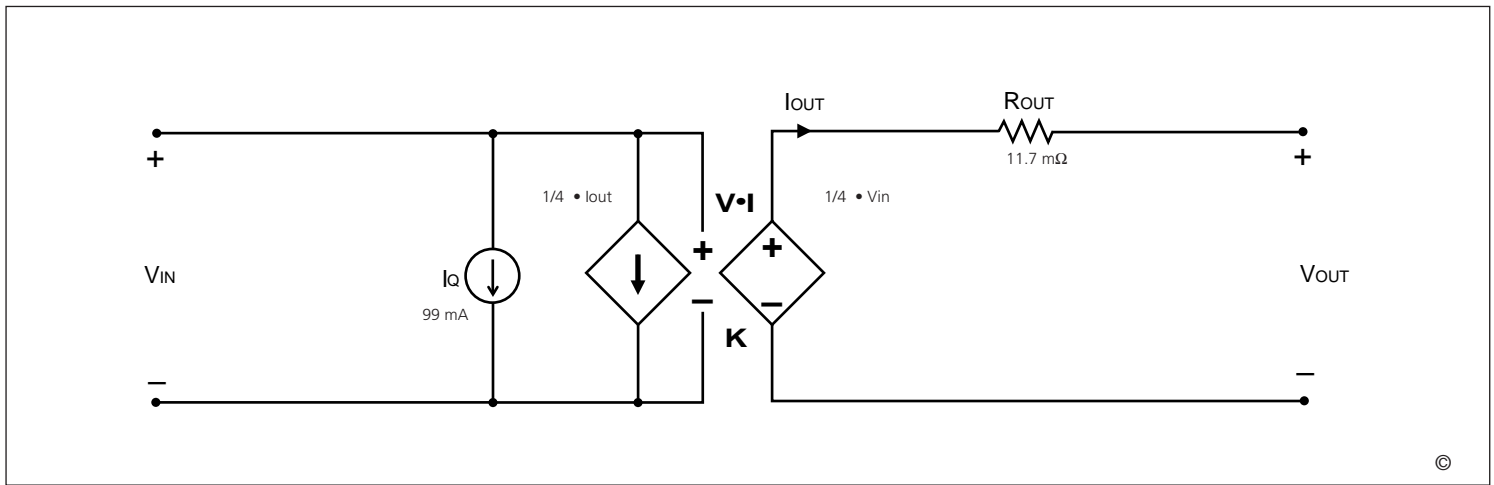 IOUT
ROUT
+
+
11.7 mΩ
1/4 • Iout
V•I
1/4 • Vin
+
+
VIN
IQ
VOUT
−
−
99 mA
K
−
−
©